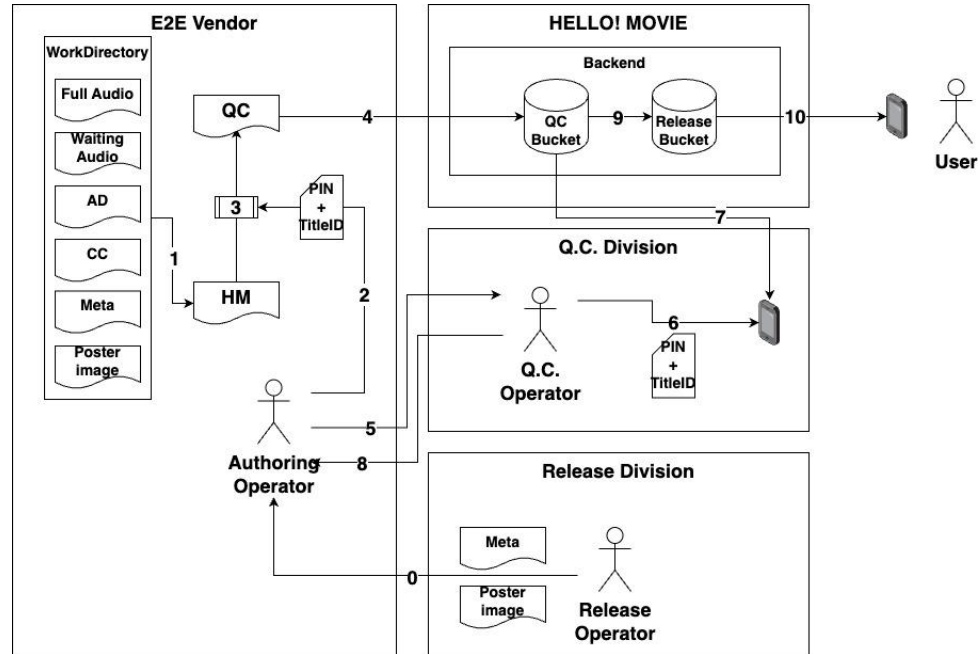 E2E Vendor
WorkDirectory
Full Audio
Waiting
Audio
AD
CC
Meta
Poster
image
QC
3
HM
1
PIN
+
TitleID
2
4
Authoring
Operator
5
8
0
HELLO! MOVIE
Backend
QC
Bucket
9
Release
Bucket
10
User
7
Q.C. Division
Q.C.
Operator
6
PIN
+
TitleID
Release Division
Meta
Poster
image
Release
Operator